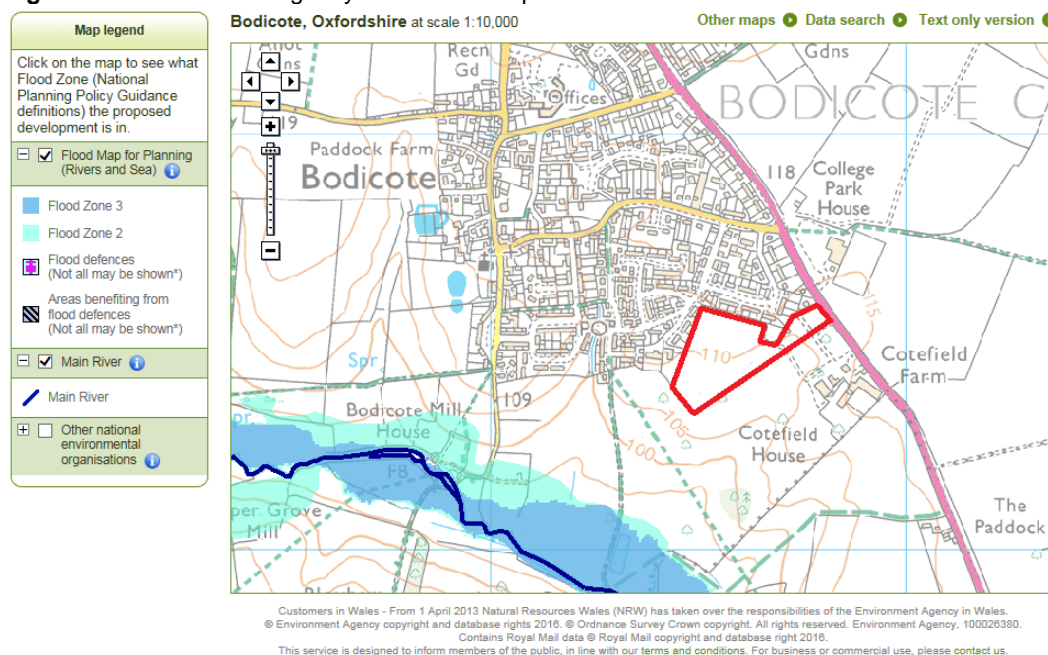 Bodicote, Oxfordshire at scale 1:10,000
Other maps Data search Text only version
Map legend
Click on the map to see what
Flood Zone (National
Planning Policy Guidance
definitions) the proposed
development is in.
Flood Map for Planning
(Rivers and Sea)
Flood Zone 3
Flood Zone 2
Flood defences
(Not all may be shown*)
Areas benefiting from
flood defences
(Not all may be shown*)
Main River
Main River
Other national
environmental
organisations
Recn
Gd
Offices
Gdns
BODICOTE C
19
Paddock Farm
Bodicote
118
College
Park
House
115
PO
110
Spr
Cotefield
Farm
Bodicote Mill
House
109
105
100
Cotefield
House
FB
per Grove
Mill
The
Paddock
Customers in Wales - From 1 April 2013 Natural Resources Wales (NRW) has taken over the responsibilities of the Environment Agency in Wales.
© Environment Agency copyright and database rights 2016. © Ordnance Survey Crown copyright. All rights reserved. Environment Agency, 100026380.
Contains Royal Mail data © Royal Mail copyright and database right 2016.
This service is designed to inform members of the public, in line with our terms and conditions. For business or commercial use, please contact us.